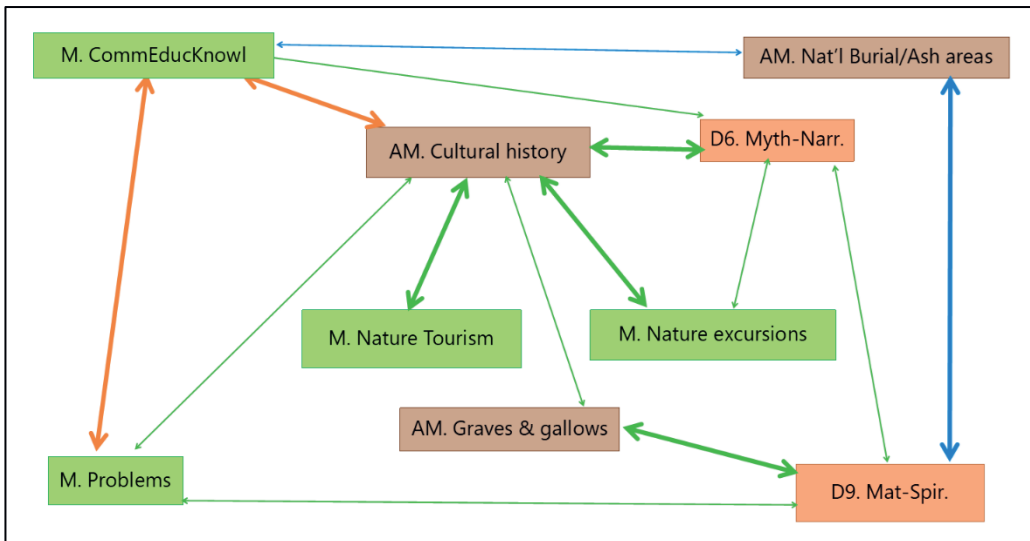 M. CommEducKnowl
AM. Nat'l Burial/Ash areas
AM. Cultural history
D6. Myth-Narr.
M. Nature Tourism
M. Nature excursions
AM. Graves & gallows
M. Problems
D9. Mat-Spir.